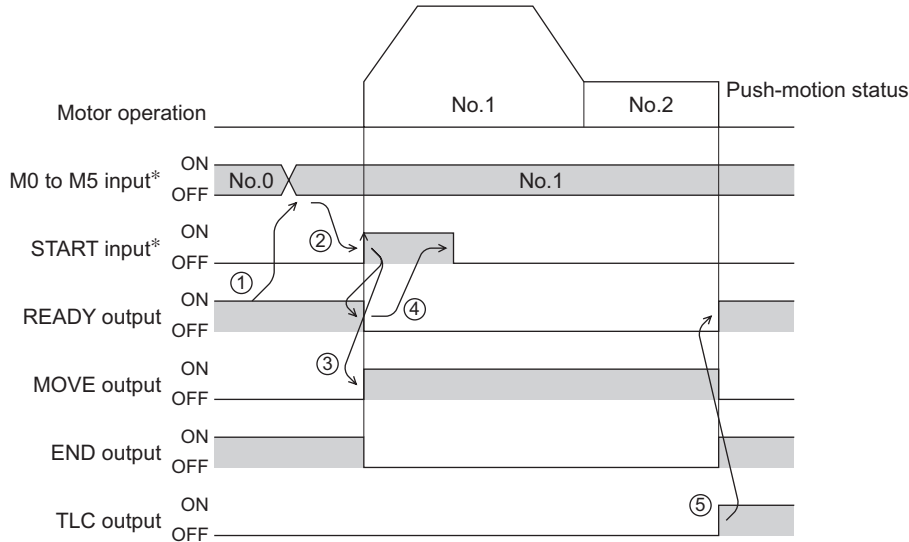 Motor operation
No.1
No.2
Push-motion status
M0 to M5 input*
ON
OFF
No.0
No.1
START input*
ON
OFF
②
①
READY output
ON
OFF
④
③
MOVE output
ON
OFF
END output
ON
OFF
TLC output
ON
OFF
⑤